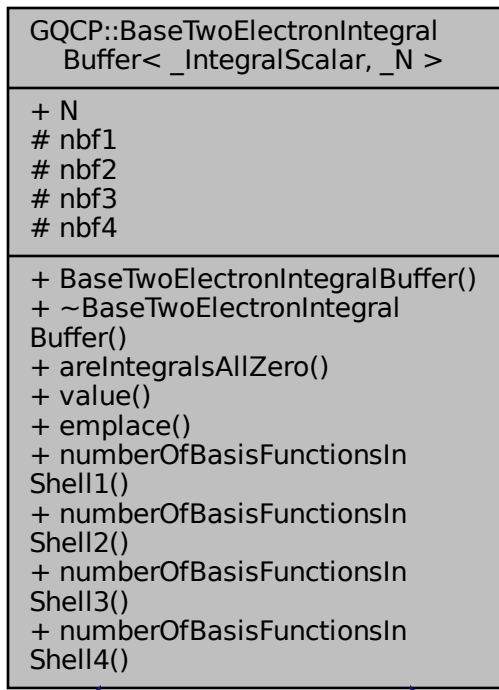 GQCP::BaseTwoElectronIntegral
Buffer< _IntegralScalar, _N >
+ N
# nbf1
# nbf2
# nbf3
# nbf4
+ BaseTwoElectronIntegralBuffer()
+ ~BaseTwoElectronIntegral
Buffer()
+ areIntegralsAllZero()
+ value()
+ emplace()
+ numberOfBasisFunctionsIn
Shell1()
+ numberOfBasisFunctionsIn
Shell2()
+ numberOfBasisFunctionsIn
Shell3()
+ numberOfBasisFunctionsIn
Shell4()